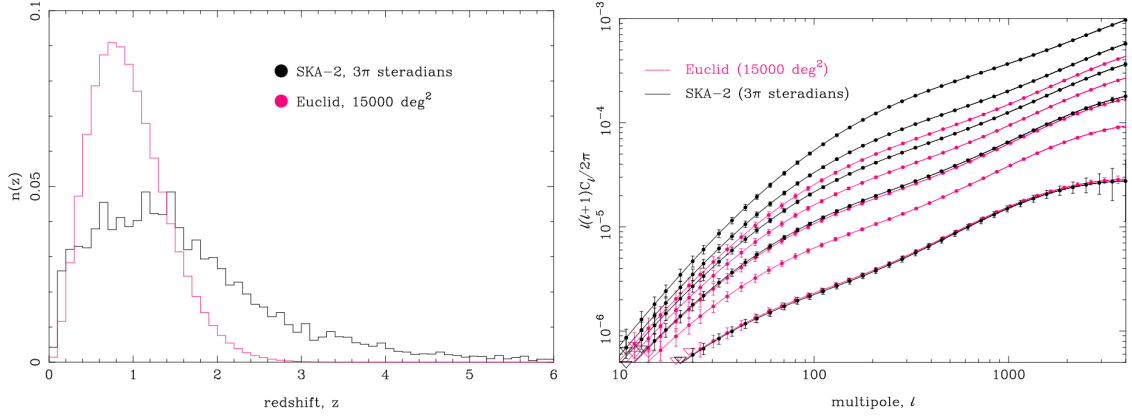 0.1
0.05
0
n(z)
SKA−2, 3π steradians
Euclid, 15000 deg²
0 1 2 3 4 5 6
redshift, z
10⁻³
10⁻⁴
10⁻⁵
10⁻⁶
ℓ(ℓ+1)Cℓ/2π
Euclid (15000 deg²)
SKA−2 (3π steradians)
10 100 1000
multipole, ℓ